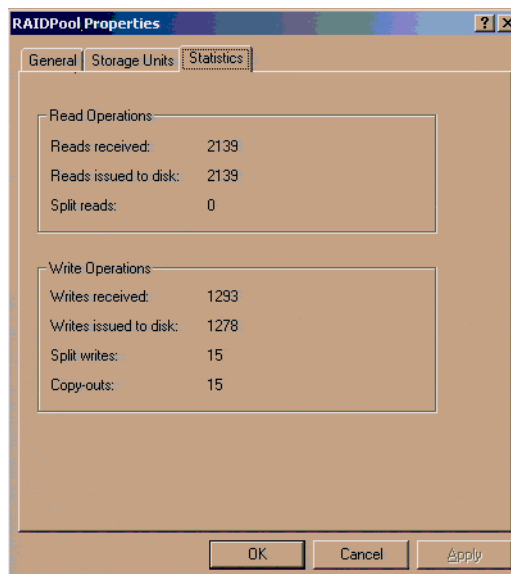 RAIDPool Properties
General Storage Units Statistics
Read Operations
Reads received: 2139
Reads issued to disk: 2139
Split reads: 0
Write Operations
Writes received: 1293
Writes issued to disk: 1278
Split writes: 15
Copy-outs: 15
OK Cancel Apply